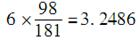 6 × 98/181 = 3. 2486